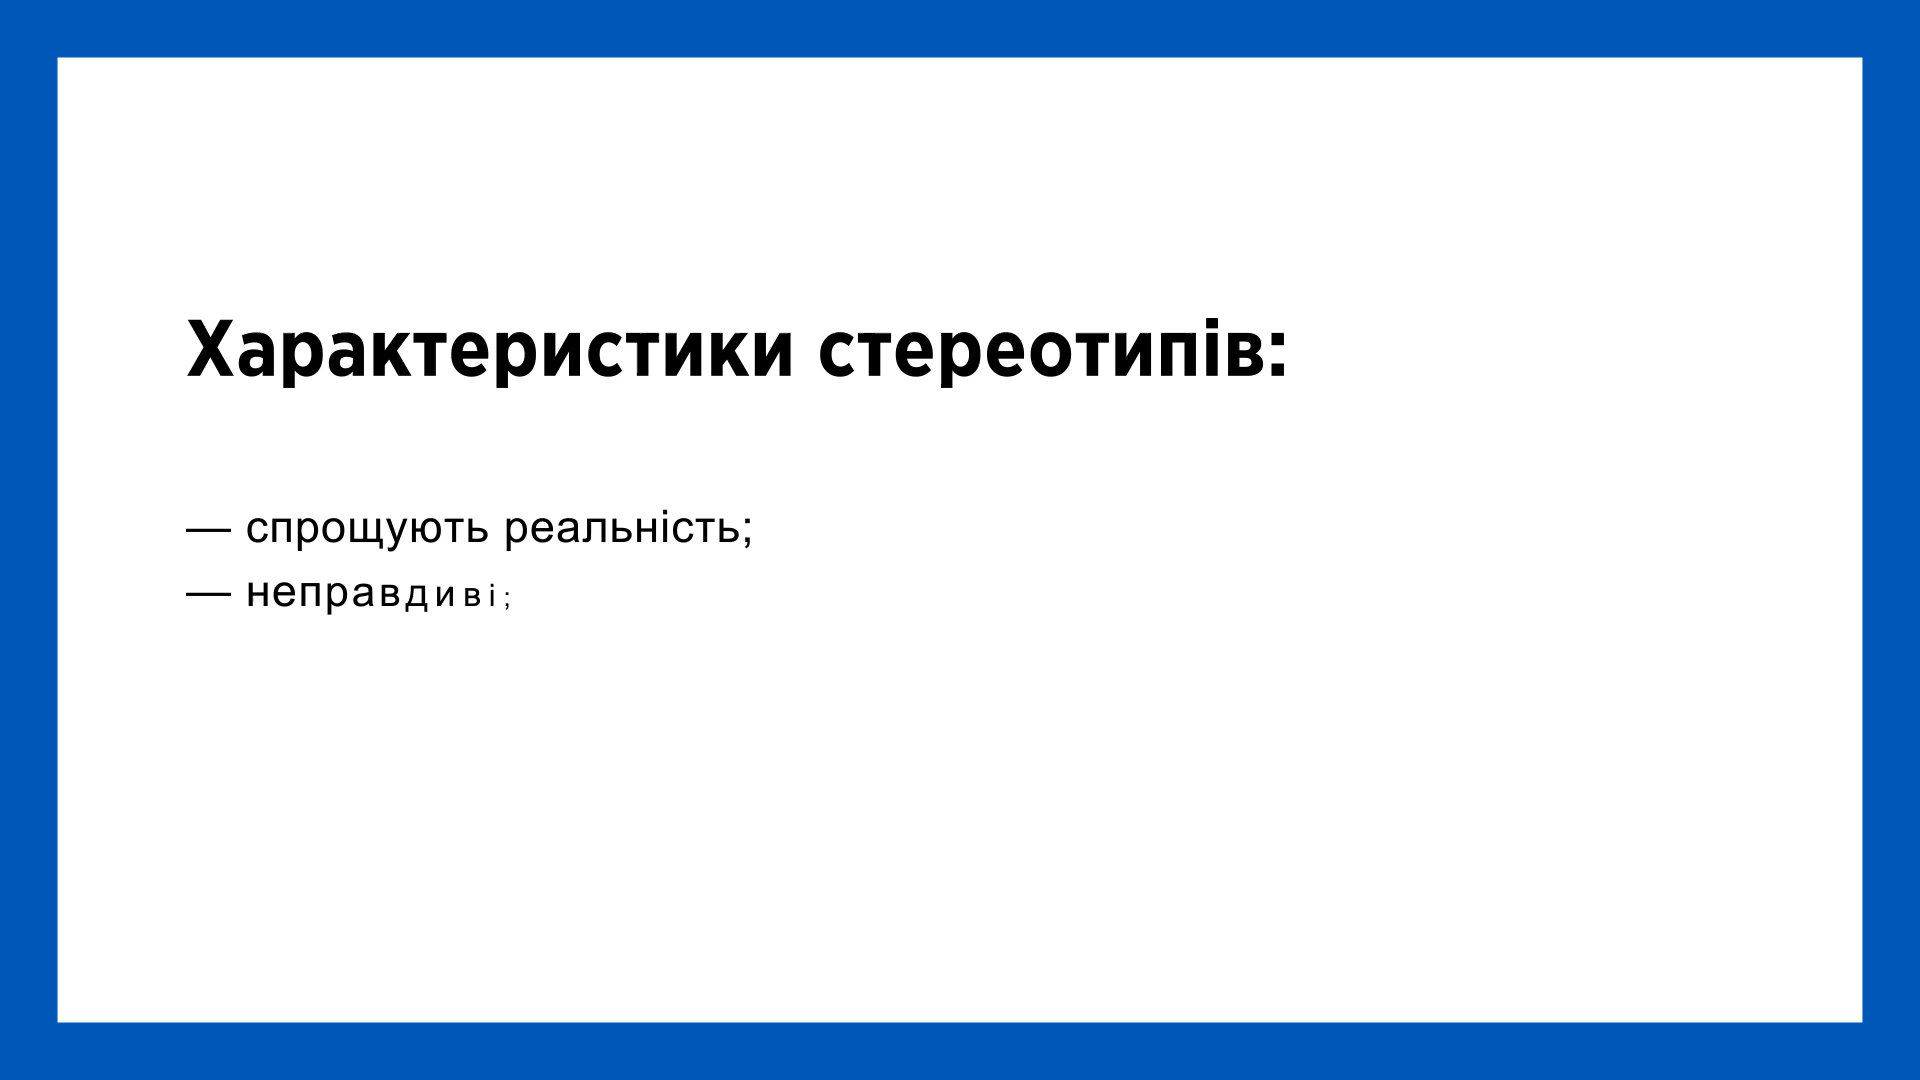 Характеристики стереотипів:
— спрощують реальність;
— неправдиві;